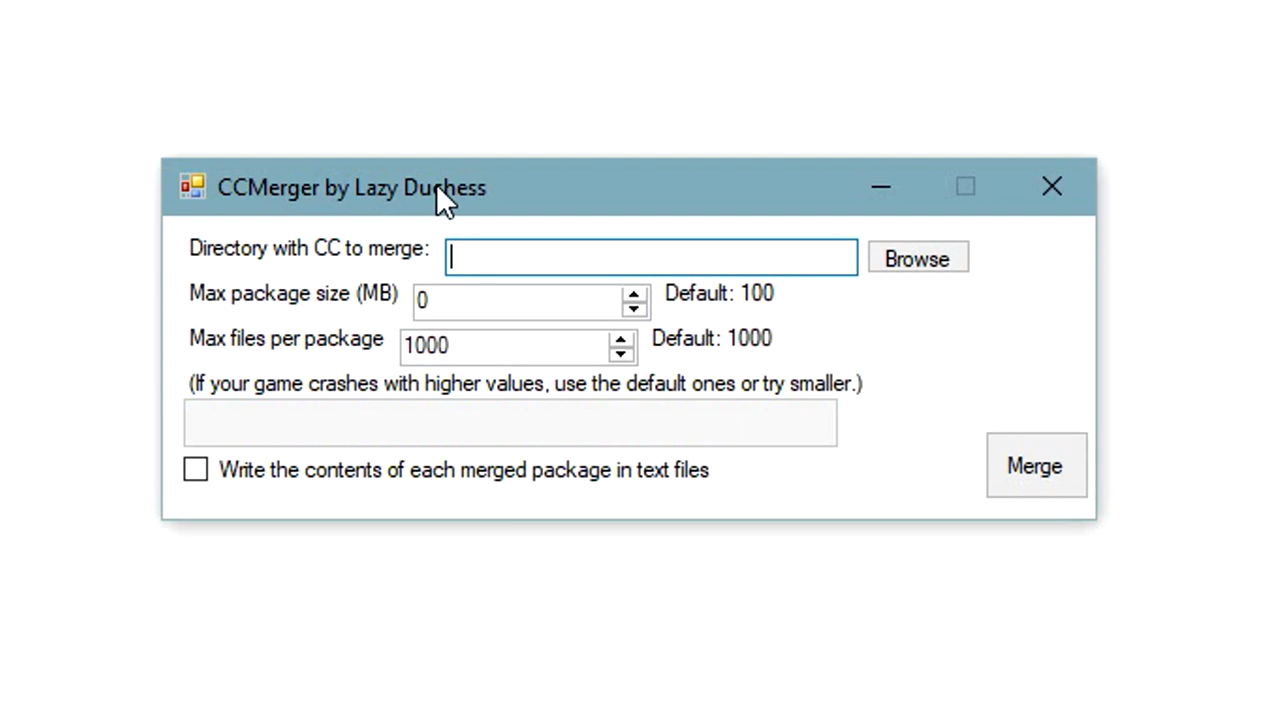 CCMerger by Lazy Duchess
Directory with CC to merge: Browse
Max package size (MB) 0 Default: 100
Max files per package 1000 Default: 1000
(If your game crashes with higher values, use the default ones or try smaller.)
Write the contents of each merged package in text files
Merge